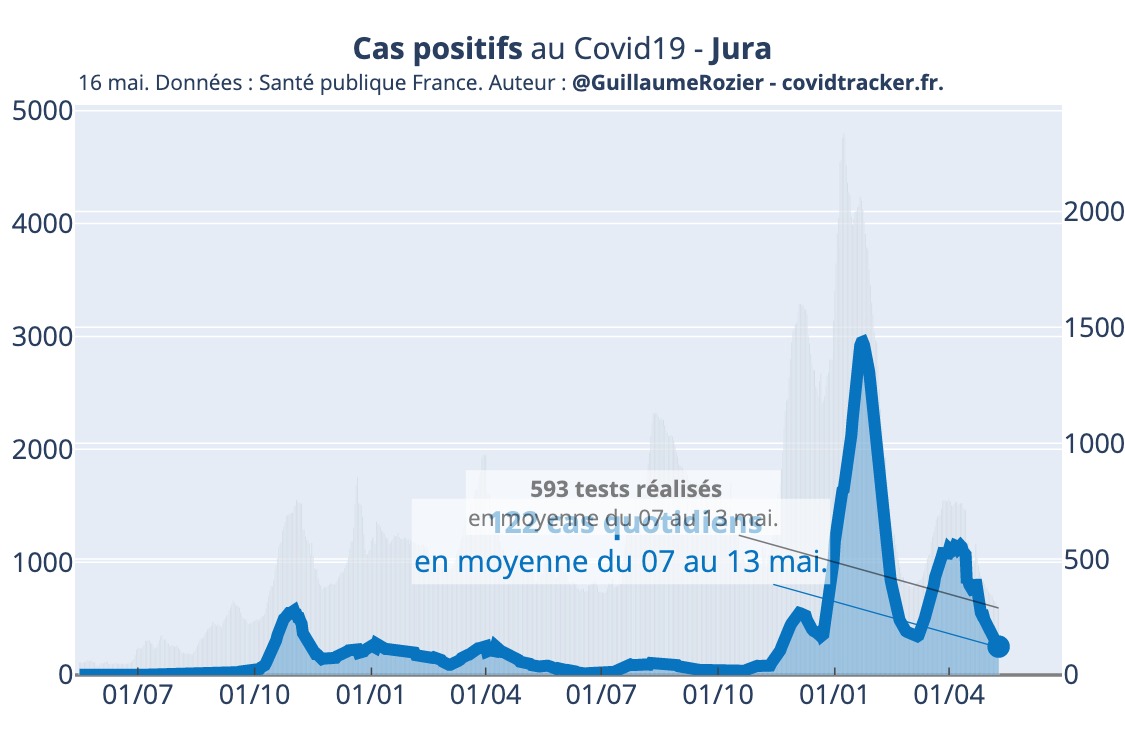 Cas positifs au Covid19 - Jura
16 mai. Données : Santé publique France. Auteur : @GuillaumeRozier - covidtracker.fr.
5000
4000
3000
2000
1000
0
2000
1500
1000
500
0
593 tests réalisés
en moyenne du 07 au 13 mai.
122 cas quotidiens
en moyenne du 07 au 13 mai.
01/07 01/10 01/01 01/04 01/07 01/10 01/01 01/04